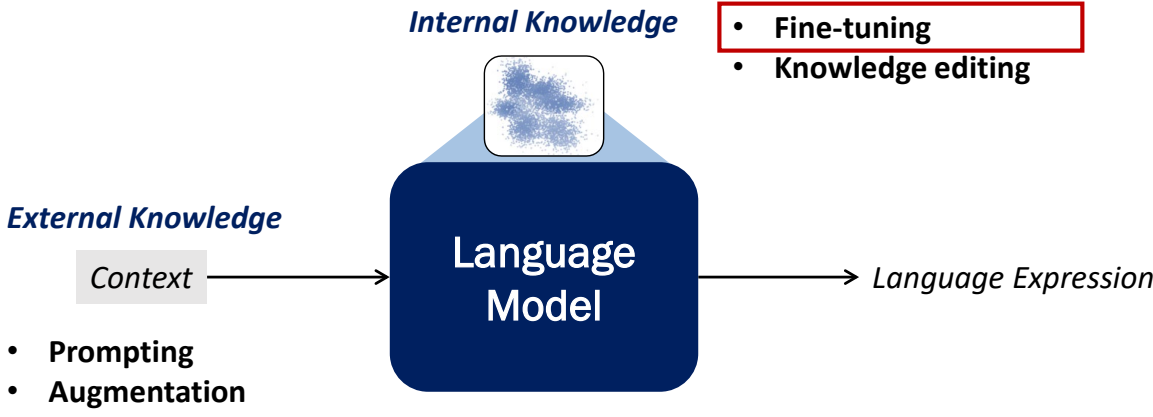 Internal Knowledge
• Fine-tuning
• Knowledge editing
External Knowledge
Context
Language
Model
Language Expression
• Prompting
• Augmentation